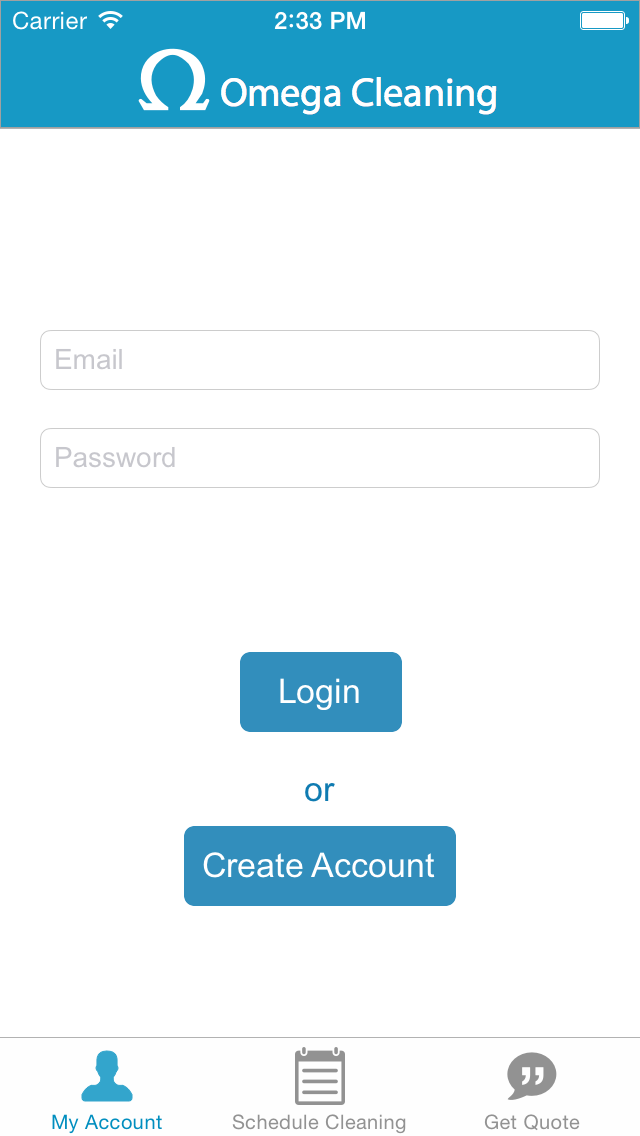 Carrier 2:33 PM
Omega Cleaning
Email
Password
Login
or
Create Account
My Account Schedule Cleaning Get Quote